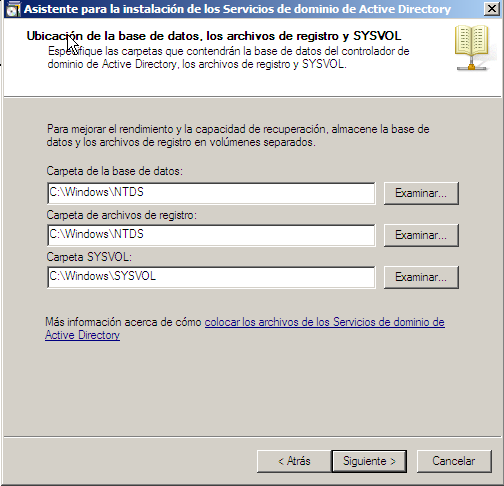 Asistente para la instalación de los Servicios de dominio de Active Directory
Ubicación de la base de datos, los archivos de registro y SYSVOL
Especifique las carpetas que contendrán la base de datos del controlador de
dominio de Active Directory, los archivos de registro y SYSVOL.
Para mejorar el rendimiento y la capacidad de recuperación, almacene la base de
datos y los archivos de registro en volúmenes separados.
Carpeta de la base de datos:
C:\Windows\NTDS
Examinar...
Carpeta de archivos de registro:
C:\Windows\NTDS
Examinar...
Carpeta SYSVOL:
C:\Windows\SYSVOL
Examinar...
Más información acerca de cómo colocar los archivos de los Servicios de dominio de
Active Directory
< Atrás
Siguiente >
Cancelar